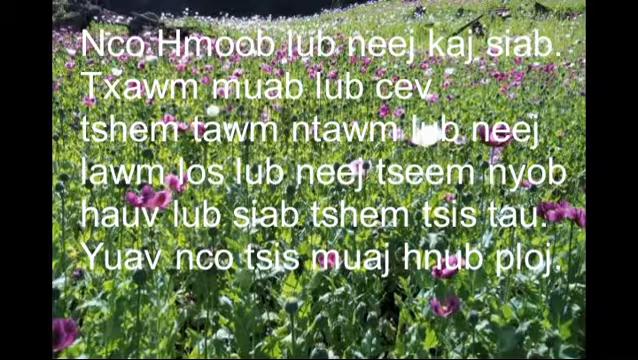 Nco Hmoob lub neej kaj siab.
Txawm muab lub cev
tshem tawm ntawm lub neej
lawm los lub neej tseem nyob
hauv lub siab tshem tsis tau.
Yuav nco tsis muaj hnub ploj.